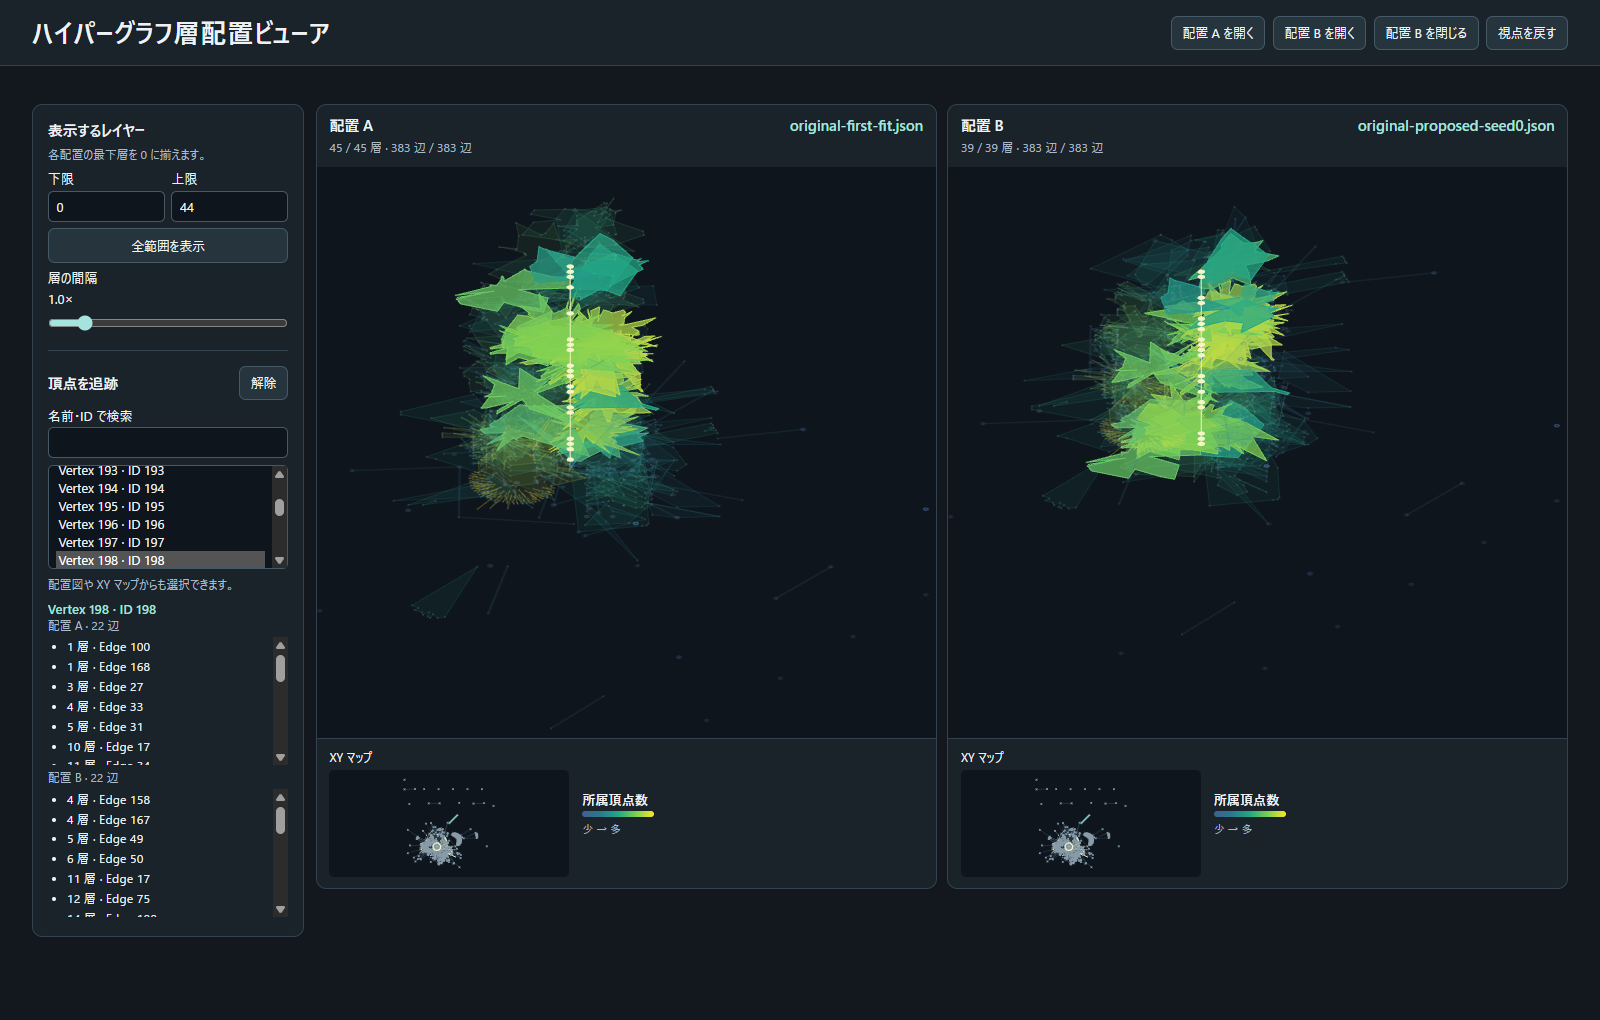 ハイパーグラフ層配置ビューア
配置 A を開く
配置 B を開く
配置 B を閉じる
視点を戻す
表示するレイヤー
各配置の最下層を 0 に揃えます。
下限
上限
0
44
全範囲を表示
層の間隔
1.0×
頂点を追跡
解除
名前・ID で検索
Vertex 193 · ID 193
Vertex 194 · ID 194
Vertex 195 · ID 195
Vertex 196 · ID 196
Vertex 197 · ID 197
Vertex 198 · ID 198
配置図や XY マップからも選択できます。
Vertex 198 · ID 198
配置 A · 22 辺
1 層 · Edge 100
1 層 · Edge 168
3 層 · Edge 27
4 層 · Edge 33
5 層 · Edge 31
10 層 · Edge 17
配置 B · 22 辺
4 層 · Edge 158
4 層 · Edge 167
5 層 · Edge 49
6 層 · Edge 50
11 層 · Edge 17
12 層 · Edge 75
配置 A
original-first-fit.json
45 / 45 層 · 383 辺 / 383 辺
XY マップ
所属頂点数
少 → 多
配置 B
original-proposed-seed0.json
39 / 39 層 · 383 辺 / 383 辺
XY マップ
所属頂点数
少 → 多